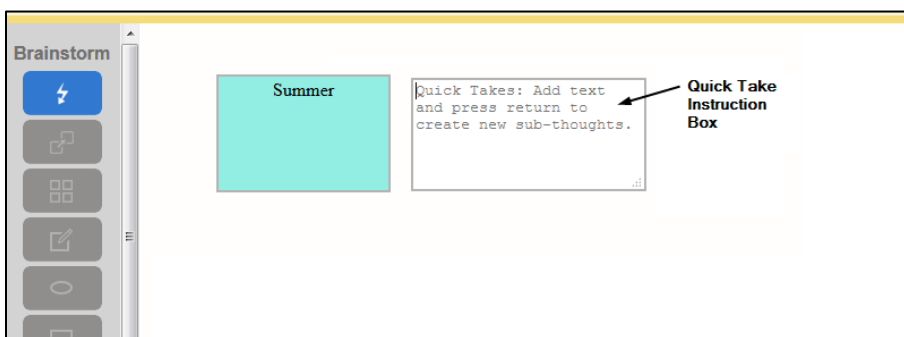 Brainstorm
Summer
Quick Takes: Add text
and press return to
create new sub-thoughts.
Quick Take
Instruction
Box